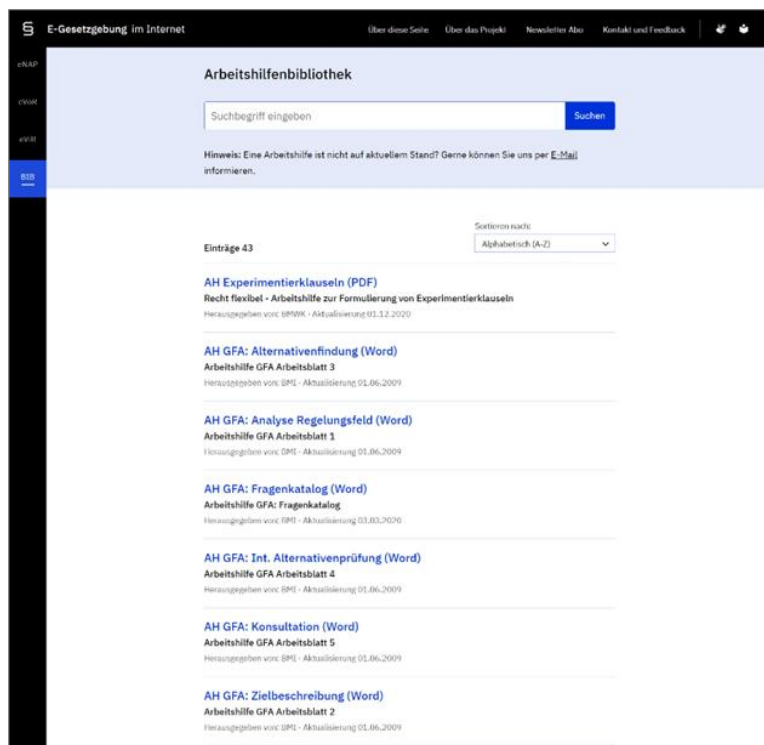 E-Gesetzgebung im Internet
Über diese Seite
Über das Projekt
Newsletter Abo
Kontakt und Feedback
eNAP
eVoR
BIB
Arbeitshilfenbibliothek
Suchbegriff eingeben
Suchen
Hinweis: Eine Arbeitshilfe ist nicht auf aktuellem Stand? Gerne können Sie uns per E-Mail
informieren.
Sortieren nach:
Einträge 43
Alphabetisch (A-Z)
AH Experimentierklauseln (PDF)
Recht flexibel - Arbeitshilfe zur Formulierung von Experimentierklauseln
Herausgegeben von: BMWK - Aktualisierung 01.12.2020
AH GFA: Alternativenfindung (Word)
Arbeitshilfe GFA Arbeitsblatt 3
Herausgegeben von: BMI - Aktualisierung 01.06.2009
AH GFA: Analyse Regelungsfeld (Word)
Arbeitshilfe GFA Arbeitsblatt 1
Herausgegeben von: BMI - Aktualisierung 01.06.2009
AH GFA: Fragenkatalog (Word)
Arbeitshilfe GFA: Fragenkatalog
Herausgegeben von: BMI - Aktualisierung 03.03.2020
AH GFA: Int. Alternativenprüfung (Word)
Arbeitshilfe GFA Arbeitsblatt 4
Herausgegeben von: BMI - Aktualisierung 01.06.2009
AH GFA: Konsultation (Word)
Arbeitshilfe GFA Arbeitsblatt 5
Herausgegeben von: BMI - Aktualisierung 01.06.2009
AH GFA: Zielbeschreibung (Word)
Arbeitshilfe GFA Arbeitsblatt 2
Herausgegeben von: BMI - Aktualisierung 01.06.2009